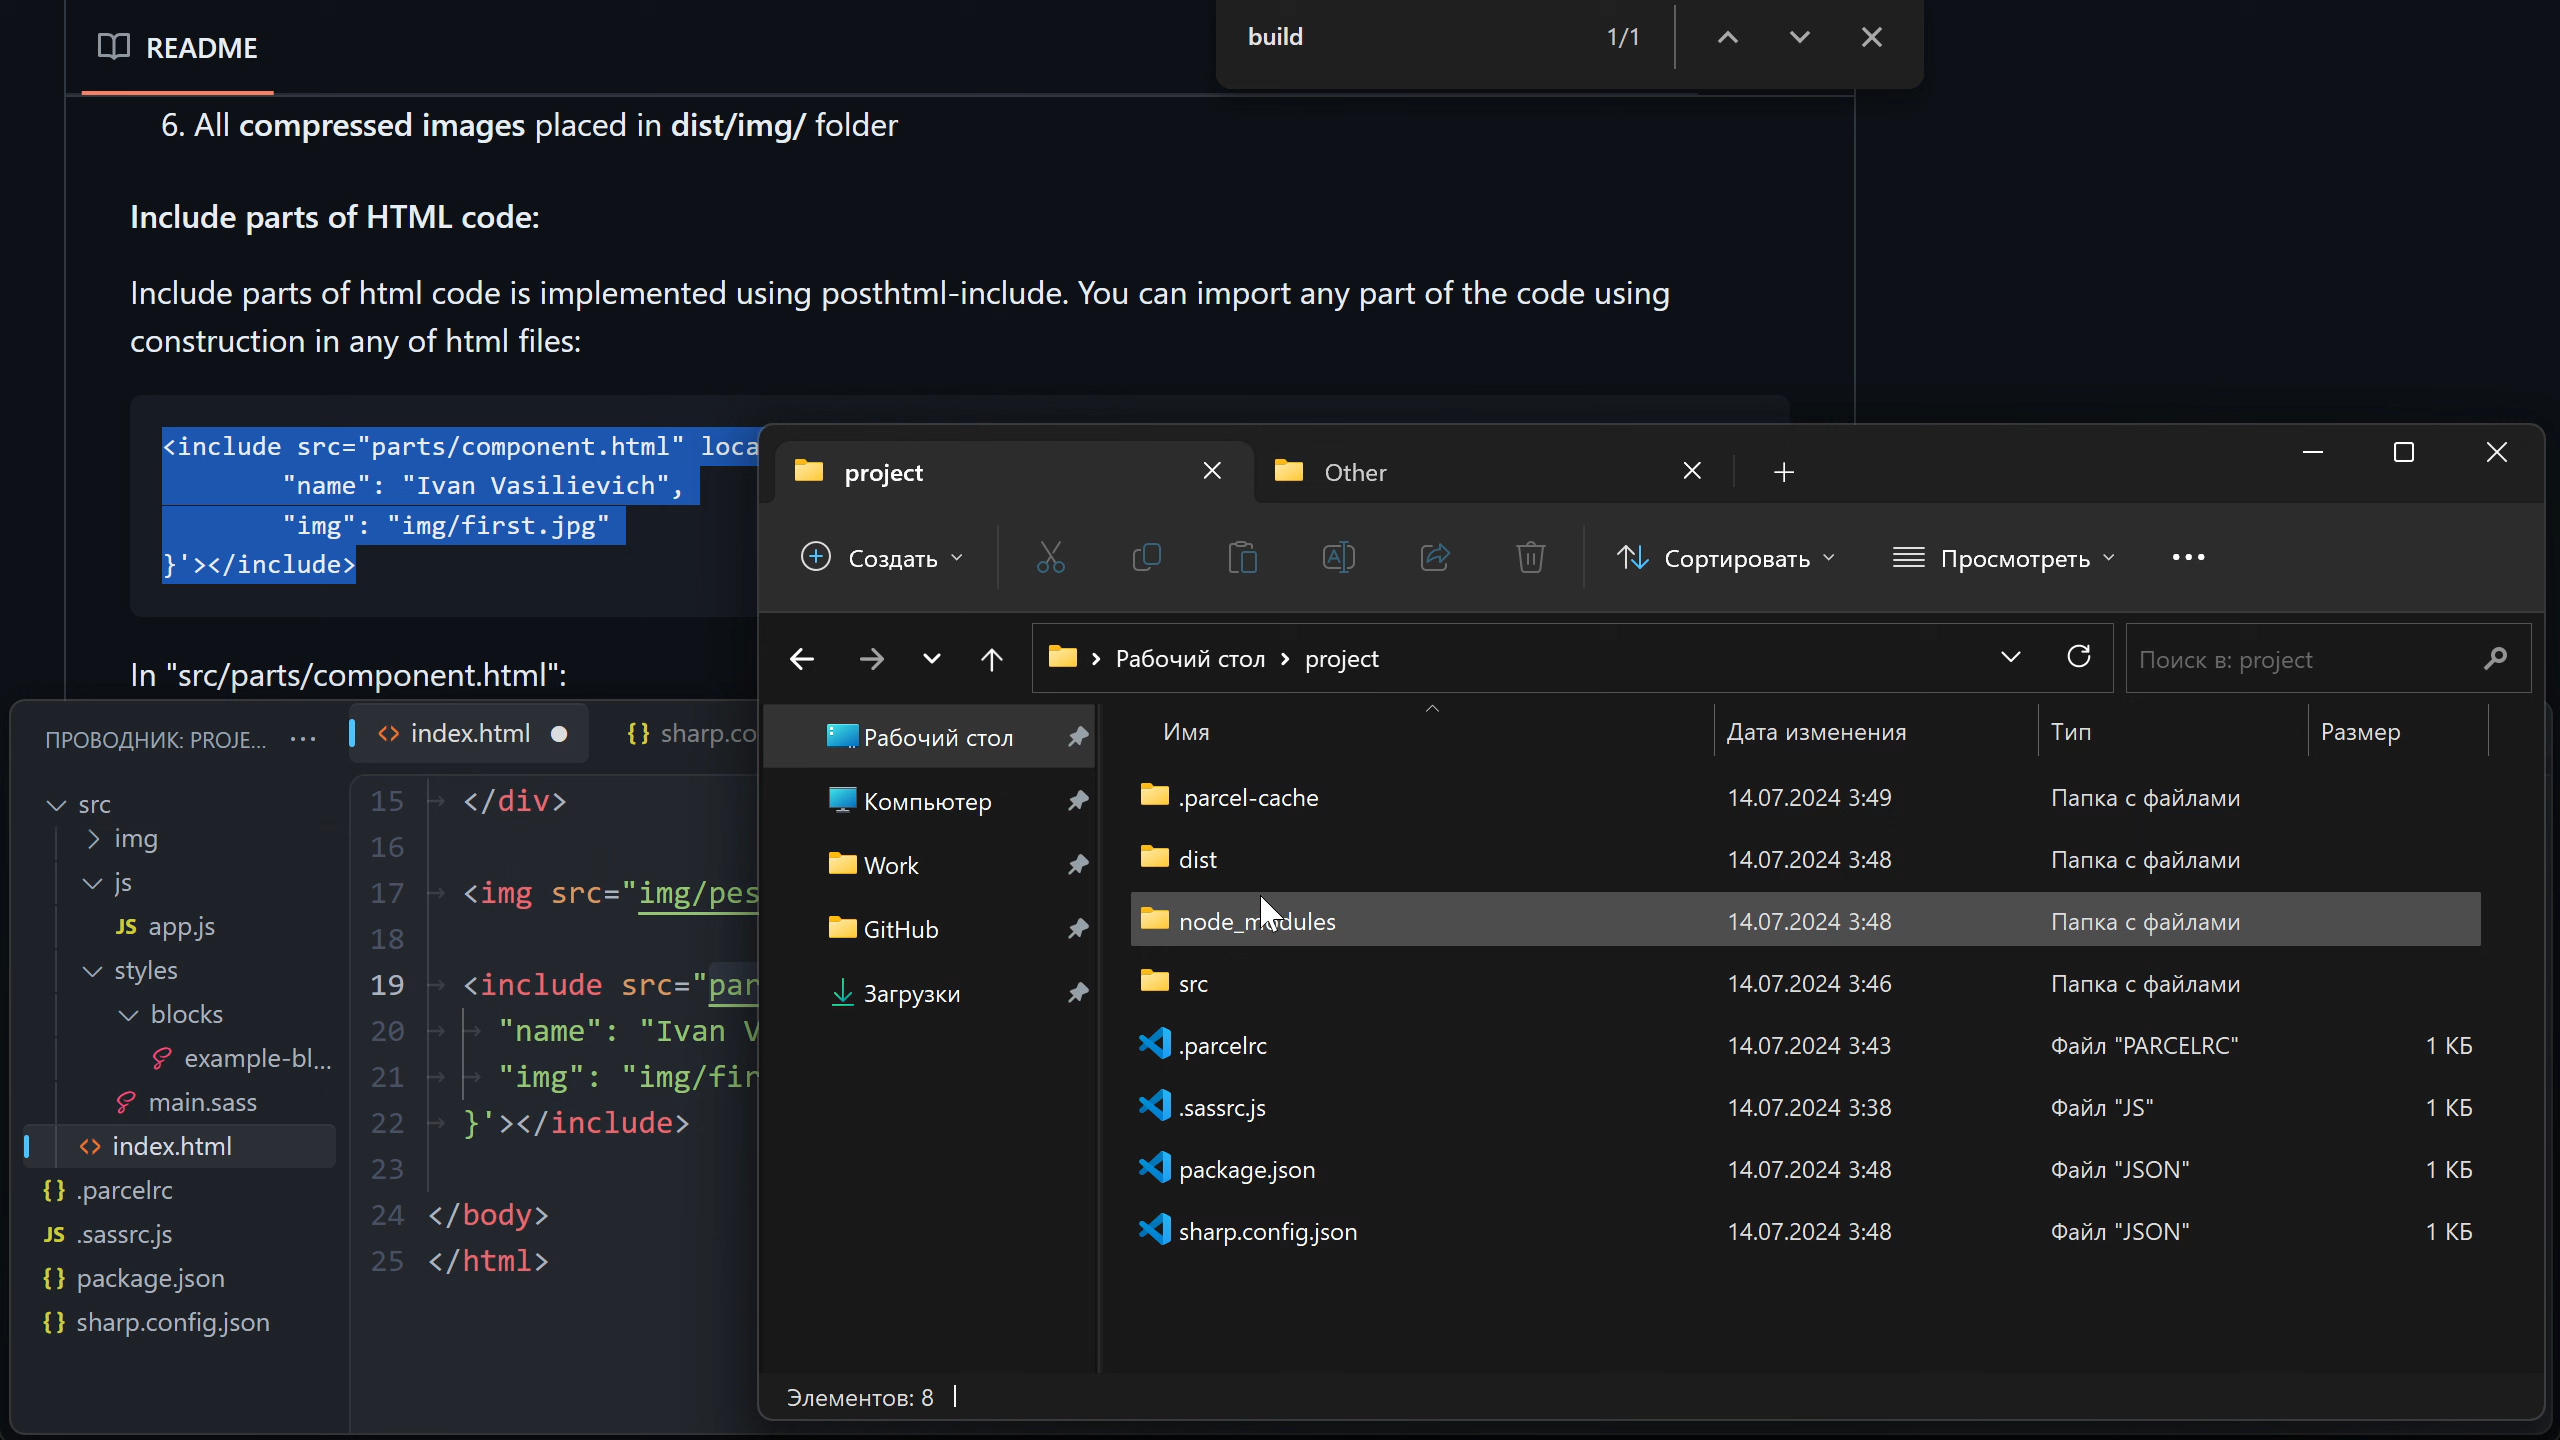 README
build
1/1
6. All compressed images placed in dist/img/ folder
Include parts of HTML code:
Include parts of html code is implemented using posthtml-include. You can import any part of the code using
construction in any of html files:
<include src="parts/component.html" loca
"name": "Ivan Vasilievich",
"img": "img/first.jpg"
}'></include>
In "src/parts/component.html":
ПРОВОДНИК: PROJE... ···
src
img
js
JS app.js
styles
blocks
example-bl...
main.sass
<> index.html
{} .parcelrc
JS .sassrc.js
{} package.json
{} sharp.config.json
<> index.html
{} sharp.co
15 </div>
16
17 <img src="img/pes
18
19 <include src="par
20 "name": "Ivan V
21 "img": "img/fir
22 }'></include>
23
24 </body>
25 </html>
project
Other
Создать
Сортировать
Просмотреть
Рабочий стол
project
Поиск в: project
Рабочий стол
Компьютер
Work
GitHub
Загрузки
Имя Дата изменения Тип Размер
.parcel-cache 14.07.2024 3:49 Папка с файлами
dist 14.07.2024 3:48 Папка с файлами
node_modules 14.07.2024 3:48 Папка с файлами
src 14.07.2024 3:46 Папка с файлами
.parcelrc 14.07.2024 3:43 Файл "PARCELRC" 1 КБ
.sassrc.js 14.07.2024 3:38 Файл "JS" 1 КБ
package.json 14.07.2024 3:48 Файл "JSON" 1 КБ
sharp.config.json 14.07.2024 3:48 Файл "JSON" 1 КБ
Элементов: 8